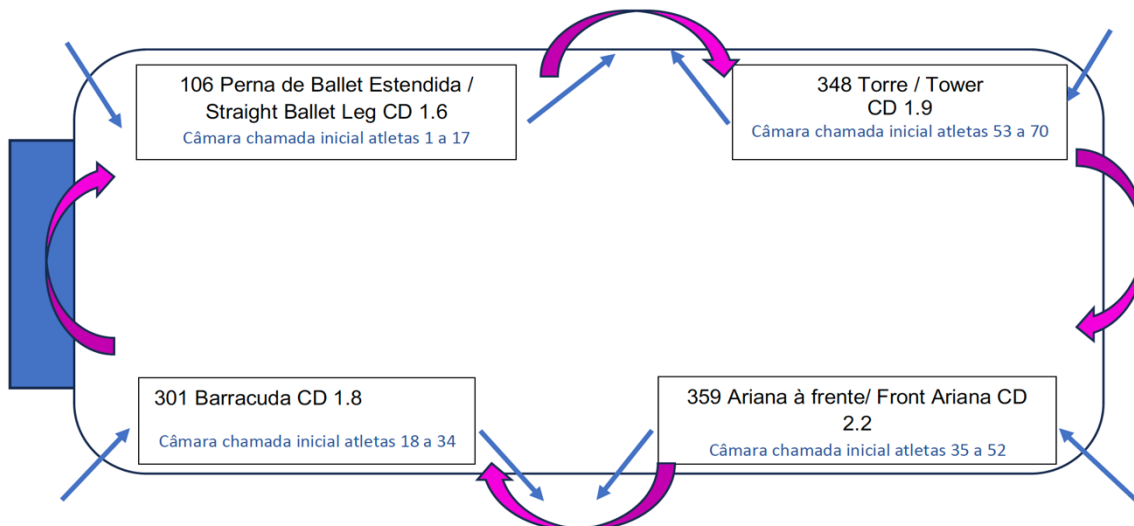 106 Perna de Ballet Estendida /
Straight Ballet Leg CD 1.6
Câmara chamada inicial atletas 1 a 17
348 Torre / Tower
CD 1.9
Câmara chamada inicial atletas 53 a 70
301 Barracuda CD 1.8
Câmara chamada inicial atletas 18 a 34
359 Ariana à frente/ Front Ariana CD
2.2
Câmara chamada inicial atletas 35 a 52